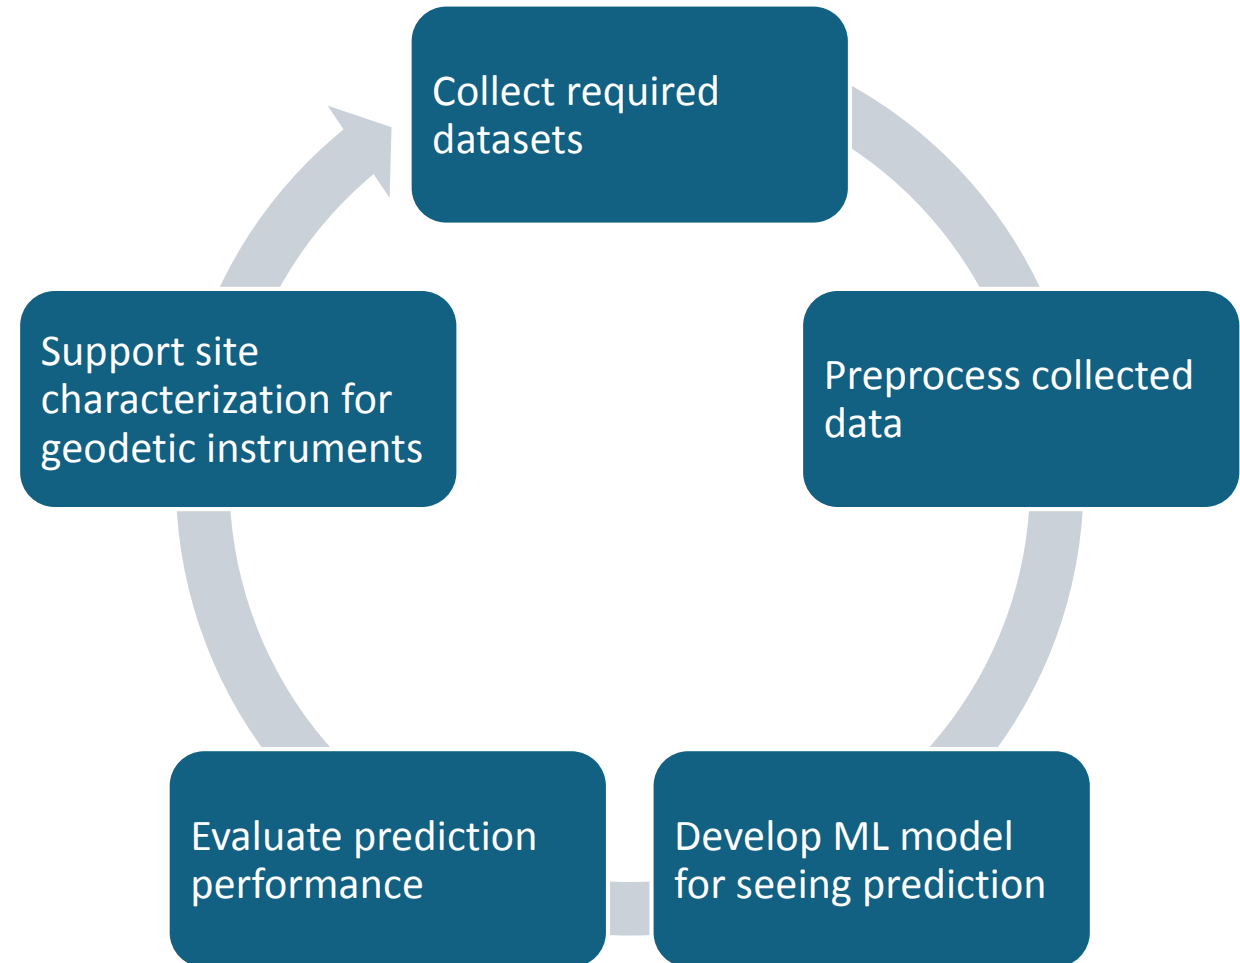 Collect required
datasets
Preprocess collected
data
Develop ML model
for seeing prediction
Evaluate prediction
performance
Support site
characterization for
geodetic instruments